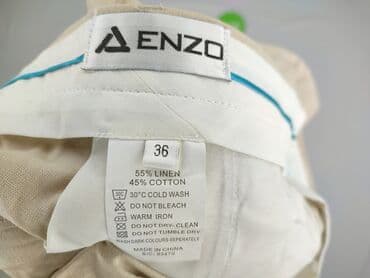 ENZO
36
55% LINEN
45% COTTON
30°C COLD WASH
DO NOT BLEACH
WARM IRON
DO NOT DRY-CLEAN
DO NOT TUMBLE DRY
WASH DARK COLOURS SEPERATELY
MADE IN CHINA